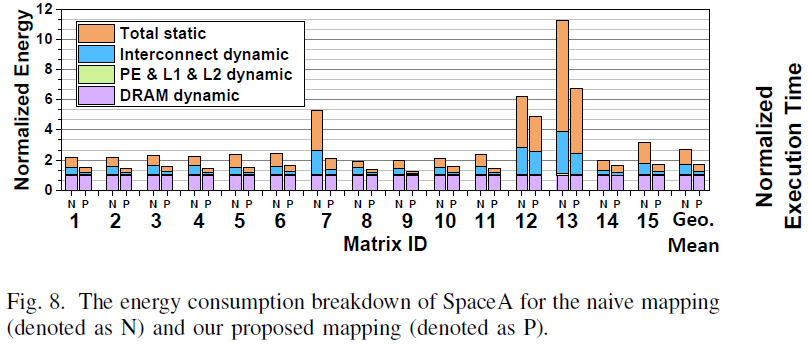 Normalized Energy
12
10
8
6
4
2
0
Total static
Interconnect dynamic
PE & L1 & L2 dynamic
DRAM dynamic
N P N P N P N P N P N P N P N P N P N P N P N P N P N P N P N P
1 2 3 4 5 6 7 8 9 10 11 12 13 14 15 Geo.
Matrix ID Mean
Normalized
Execution Time
Fig. 8. The energy consumption breakdown of SpaceA for the naive mapping
(denoted as N) and our proposed mapping (denoted as P).